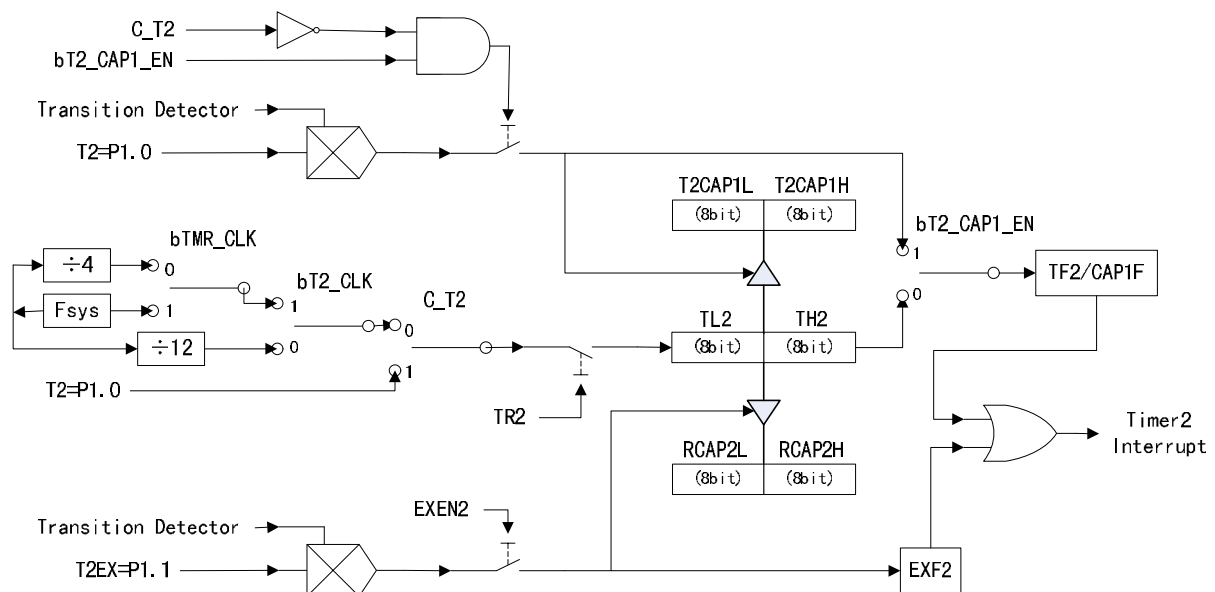 C_T2
bT2_CAP1_EN
Transition Detector
T2=P1.0
T2CAP1L T2CAP1H
(8bit) (8bit)
bT2_CAP1_EN
1
0
TF2/CAP1F
bTMR_CLK
÷4
0
Fsys
1
÷12
bT2_CLK
1
0
C_T2
0
1
T2=P1.0
TR2
TL2 TH2
(8bit) (8bit)
RCAP2L RCAP2H
(8bit) (8bit)
Timer2
Interrupt
EXEN2
Transition Detector
T2EX=P1.1
EXF2